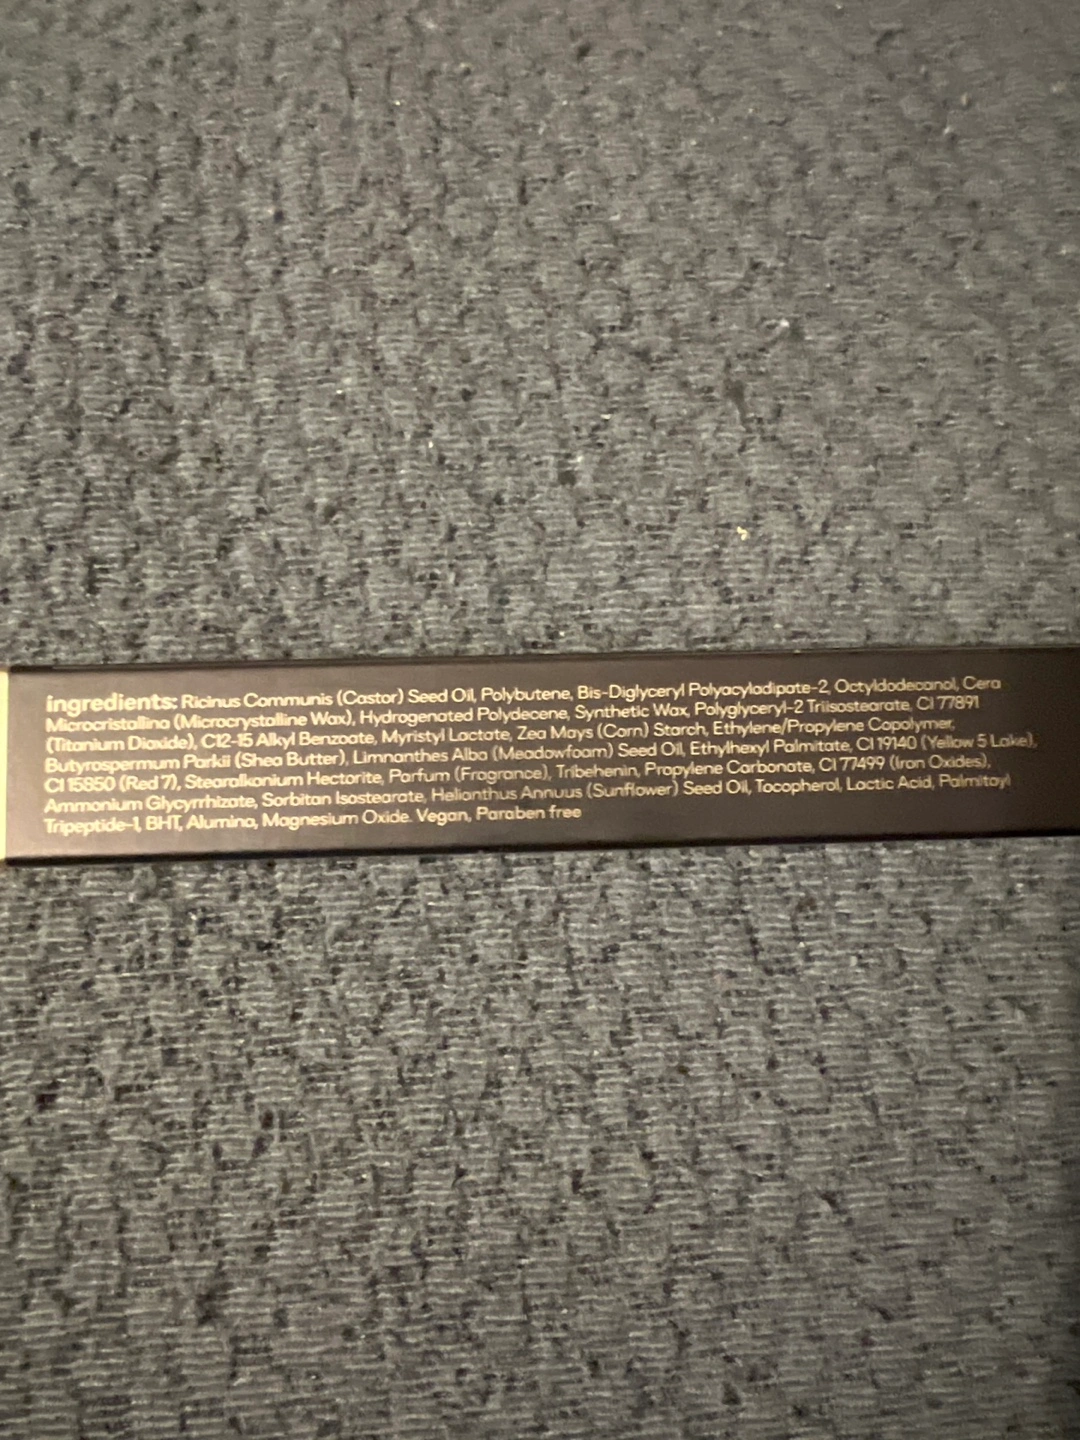 ingredients: Ricinus Communis (Castor) Seed Oil, Polybutene, Bis-Diglyceryl Polyacyladipate-2, Octyldodecanol, Cera
Microcristallina (Microcrystalline Wax), Hydrogenated Polydecene, Synthetic Wax, Polyglyceryl-2 Triisostearate, CI 77891
(Titanium Dioxide), C12-15 Alkyl Benzoate, Myristyl Lactate, Zea Mays (Corn) Starch, Ethylene/Propylene Copolymer,
Butyrospermum Parkii (Shea Butter), Limnanthes Alba (Meadowfoam) Seed Oil, Ethylhexyl Palmitate, CI 19140 (Yellow 5 Lake),
CI 15850 (Red 7), Stearalkonium Hectorite, Parfum (Fragrance), Tribehenin, Propylene Carbonate, CI 77499 (Iron Oxides),
Ammonium Glycyrrhizate, Sorbitan Isostearate, Helianthus Annuus (Sunflower) Seed Oil, Tocopherol, Lactic Acid, Palmitoyl
Tripeptide-1, BHT, Alumina, Magnesium Oxide. Vegan, Paraben free